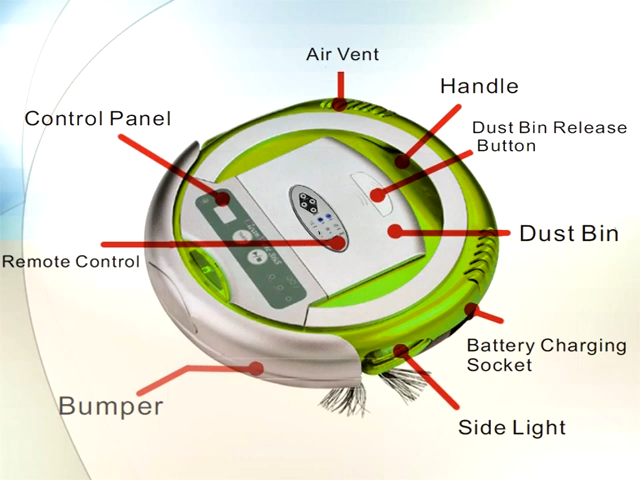 Air Vent
Handle
Control Panel
Dust Bin Release
Button
Dust Bin
Remote Control
Battery Charging
Socket
Bumper
Side Light